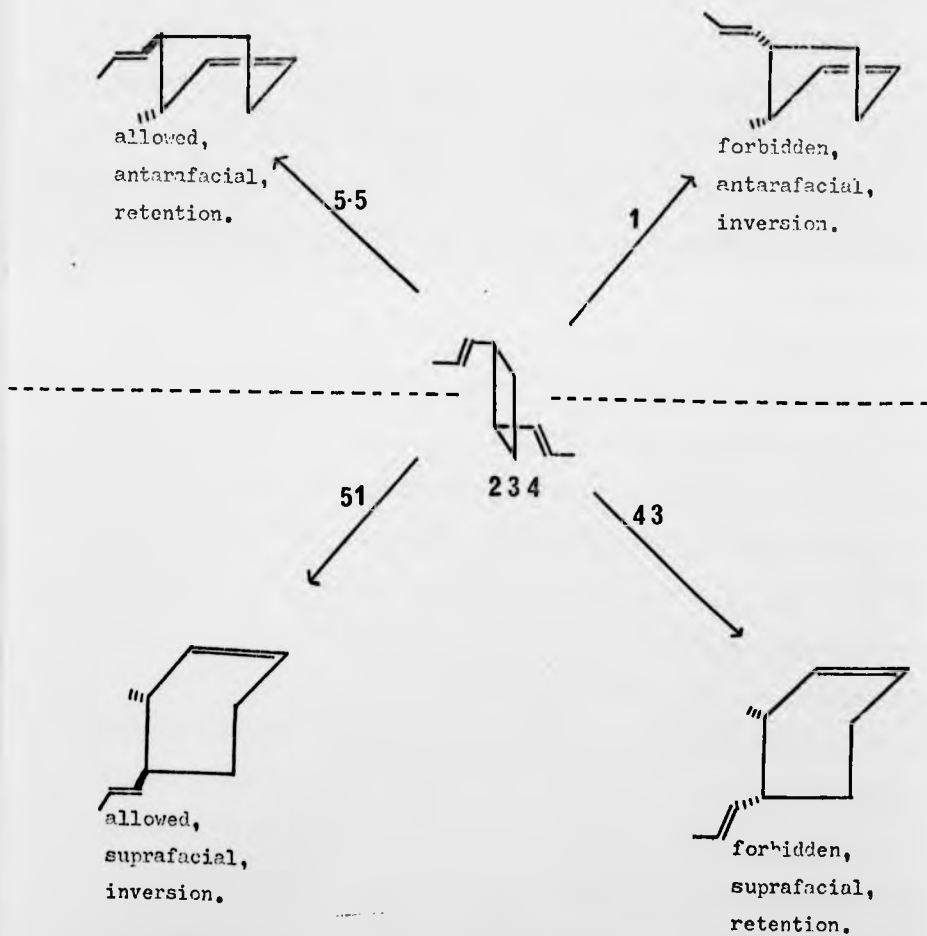 allowed,
antarafacial,
retention.
5·5
forbidden,
antarafacial,
inversion.
1
234
51
43
allowed,
suprafacial,
inversion.
forbidden,
suprafacial,
retention.